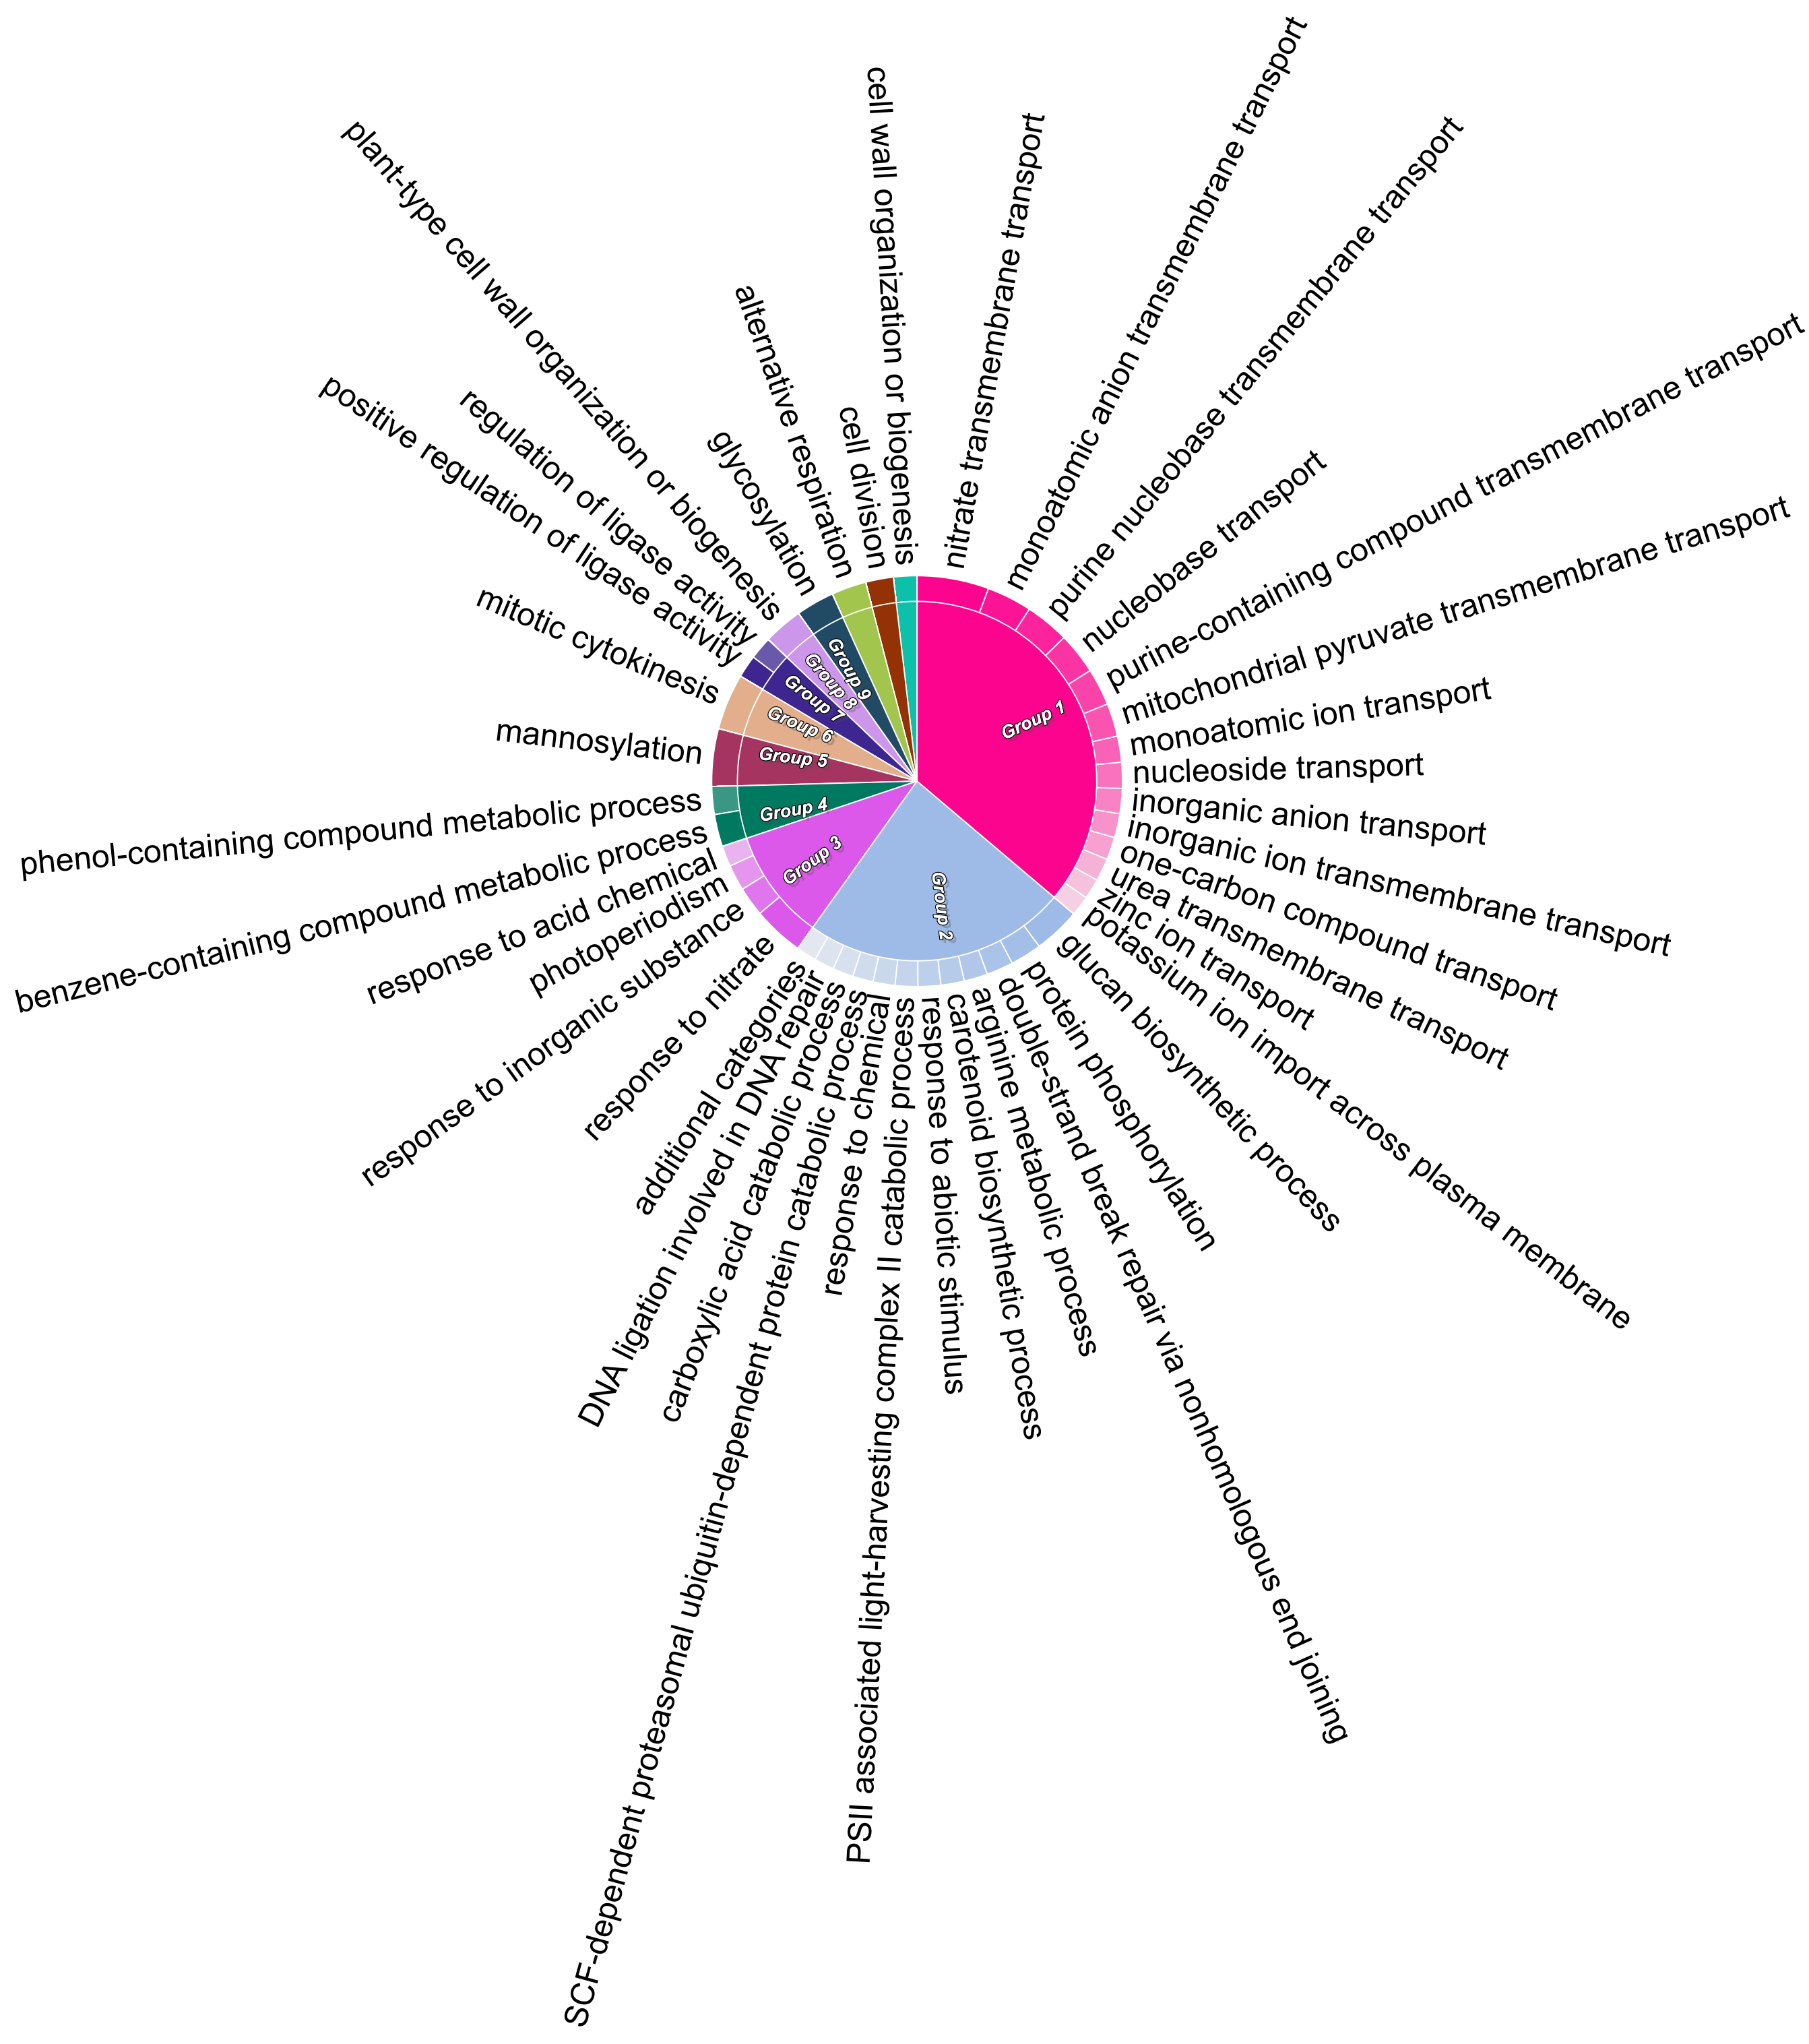 cell wall organization or biogenesis
nitrate transmembrane transport
monoatomic anion transmembrane transport
purine nucleobase transmembrane transport
nucleobase transport
purine-containing compound transmembrane transport
mitochondrial pyruvate transmembrane transport
monoatomic ion transport
nucleoside transport
inorganic anion transport
inorganic ion transmembrane transport
one-carbon compound transport
urea transmembrane transport
zinc ion transport
potassium ion import across plasma membrane
glucan biosynthetic process
protein phosphorylation
double-strand break repair via nonhomologous end joining
arginine metabolic process
carotenoid biosynthetic process
response to abiotic stimulus
PSII associated light-harvesting complex II catabolic process
response to chemical
SCF-dependent proteasomal ubiquitin-dependent protein catabolic process
carboxylic acid catabolic process
DNA ligation involved in DNA repair
additional categories
response to nitrate
response to inorganic substance
photoperiodism
response to acid chemical
benzene-containing compound metabolic process
phenol-containing compound metabolic process
mannosylation
mitotic cytokinesis
positive regulation of ligase activity
regulation of ligase activity
plant-type cell wall organization or biogenesis
glycosylation
alternative respiration
cell division
Group 1
Group 2
Group 3
Group 4
Group 5
Group 6
Group 7
Group 8
Group 9